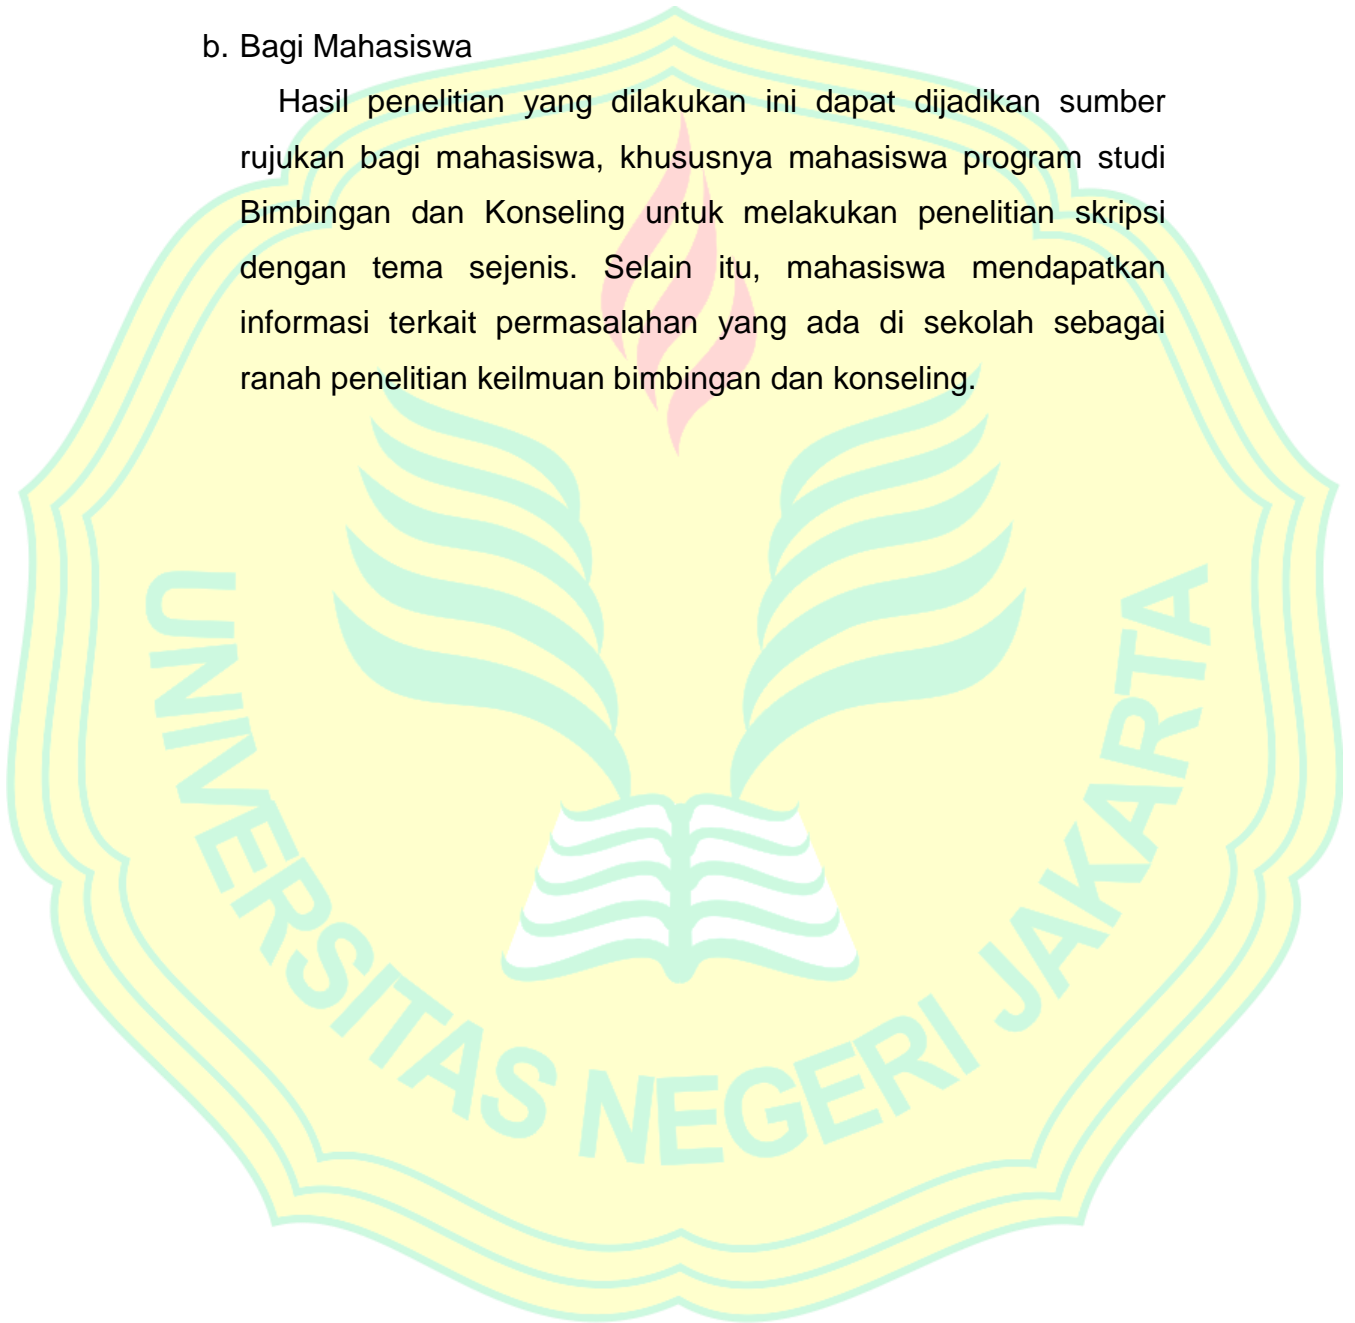 b. Bagi Mahasiswa
Hasil penelitian yang dilakukan ini dapat dijadikan sumber
rujukan bagi mahasiswa, khususnya mahasiswa program studi
Bimbingan dan Konseling untuk melakukan penelitian skripsi
dengan tema sejenis. Selain itu, mahasiswa mendapatkan
informasi terkait permasalahan yang ada di sekolah sebagai
ranah penelitian keilmuan bimbingan dan konseling.
UNIVERSITAS NEGERI JAKARTA